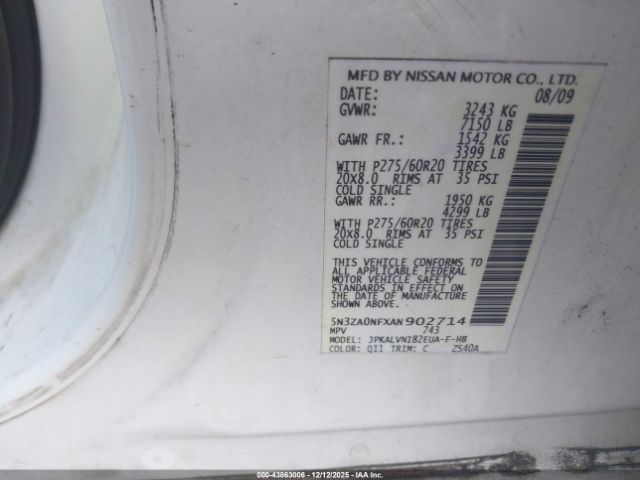 MFD BY NISSAN MOTOR CO., LTD.
DATE: 08/09
GVWR: 3243 KG
7150 LB
GAWR FR.: 1542 KG
3399 LB
WITH P275/60R20 TIRES
20X8.0 RIMS AT 35 PSI
COLD SINGLE
GAWR RR.: 1950 KG
4299 LB
WITH P275/60R20 TIRES
20X8.0 RIMS AT 35 PSI
COLD SINGLE
THIS VEHICLE CONFORMS TO
ALL APPLICABLE FEDERAL
MOTOR VEHICLE SAFETY
STANDARDS IN EFFECT ON
THE DATE OF MANUFACTURE
SHOWN ABOVE.
5N3ZA0NFXAN902714
MPV 743
MODEL: JPKALVNI82EUA-F-HB
COLOR: Q11 TRIM: C ZS40A
000-43863006 - 12/12/2025 - IAA Inc.